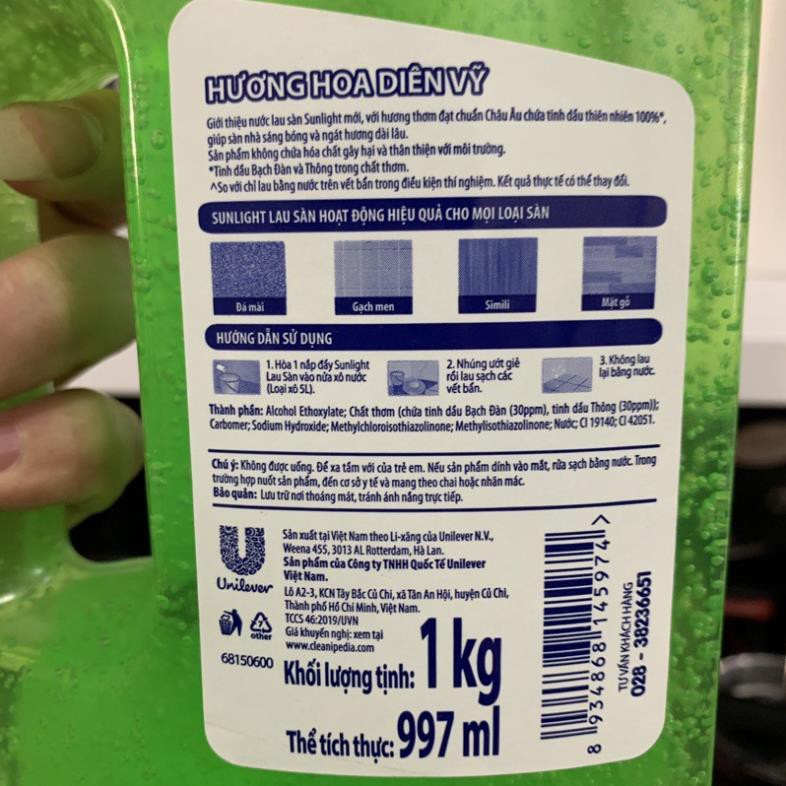 HƯƠNG HOA DIÊN VỸ
Giới thiệu nước lau sàn Sunlight mới, với hương thơm đạt chuẩn Châu Âu chứa tinh dầu thiên nhiên 100%*,
giúp sàn nhà sáng bóng và ngát hương dài lâu.
Sản phẩm không chứa hóa chất gây hại và thân thiện với môi trường.
*Tinh dầu Bạch Đàn và Thông trong chất thơm.
^So với chỉ lau bằng nước trên vết bẩn trong điều kiện thí nghiệm. Kết quả thực tế có thể thay đổi.
SUNLIGHT LAU SÀN HOẠT ĐỘNG HIỆU QUẢ CHO MỌI LOẠI SÀN
Đá mài Gạch men Simili Mặt gỗ
HƯỚNG DẪN SỬ DỤNG
1. Hòa 1 nắp đầy Sunlight
Lau Sàn vào nửa xô nước
(Loại xô 5L).
2. Nhúng ướt giẻ
rồi lau sạch các
vết bẩn.
3. Không lau
lại bằng nước.
Thành phần: Alcohol Ethoxylate; Chất thơm (chứa tinh dầu Bạch Đàn (30ppm), tinh dầu Thông (30ppm));
Carbomer; Sodium Hydroxide; Methylchloroisothiazolinone; Methylisothiazolinone; Nước; CI 19140; CI 42051.
Chú ý: Không được uống. Để xa tầm với của trẻ em. Nếu sản phẩm dính vào mắt, rửa sạch bằng nước. Trong
trường hợp nuốt sản phẩm, đến cơ sở y tế và mang theo chai hoặc nhãn mác.
Bảo quản: Lưu trữ nơi thoáng mát, tránh ánh nắng trực tiếp.
Unilever
Sản xuất tại Việt Nam theo Li-xăng của Unilever N.V.,
Weena 455, 3013 AL Rotterdam, Hà Lan.
Sản phẩm của Công ty TNHH Quốc Tế Unilever
Việt Nam.
Lô A2-3, KCN Tây Bắc Củ Chi, xã Tân An Hội, huyện Củ Chi,
Thành phố Hồ Chí Minh, Việt Nam.
TCCS 46:2019/UVN
Giá khuyến nghị: xem tại
www.cleanipedia.com
7
other
68150600
Khối lượng tịnh: 1 kg
Thể tích thực: 997 ml
8 934868 145974 >
TƯ VẤN KHÁCH HÀNG
028 - 38236651